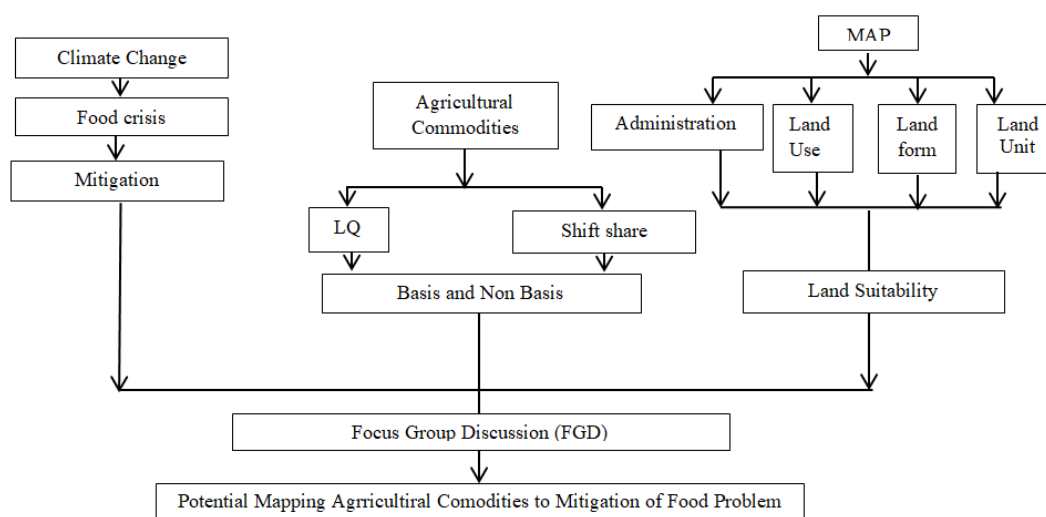 MAP
Climate Change
Agricultural
Commodities
Food crisis
Administration
Land
Use
Land
form
Land
Unit
Mitigation
LQ
Shift share
Basis and Non Basis
Land Suitability
Focus Group Discussion (FGD)
Potential Mapping Agrricultiral Comodities to Mitigation of Food Problem